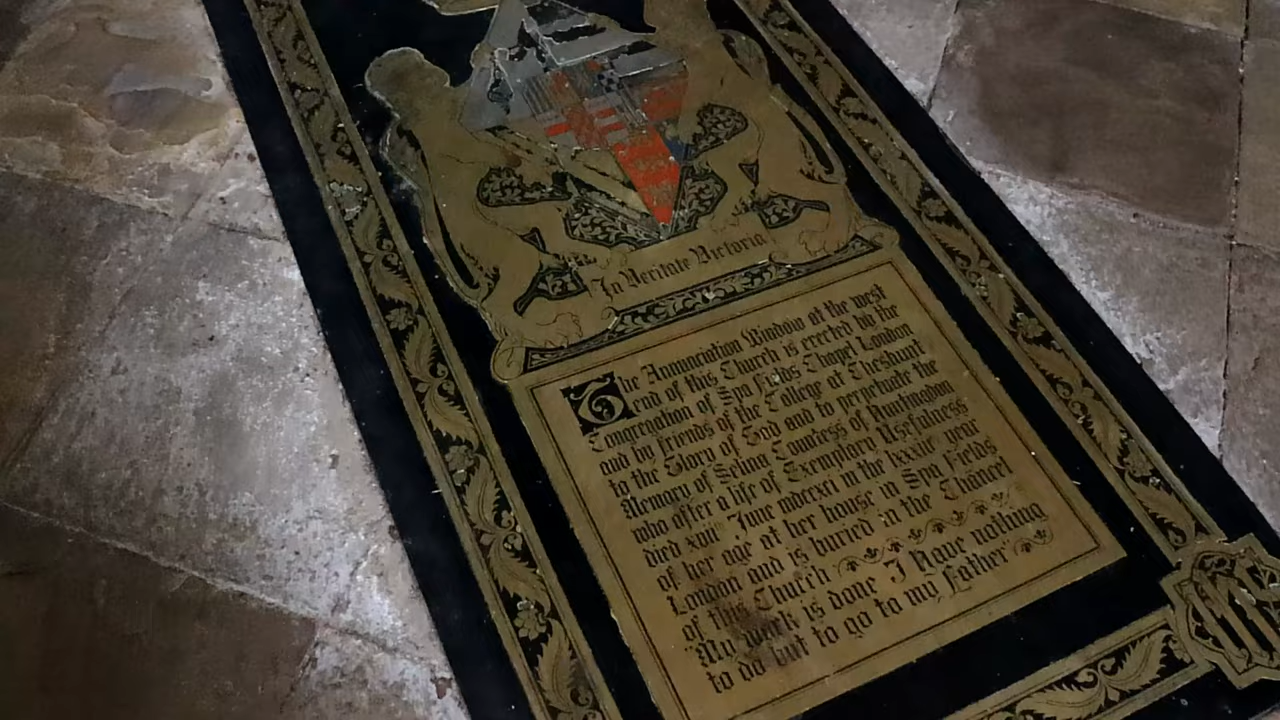 In Veritate Victoria
The Annunciation Window at the west
end of this Church is erected by the
Congregation of Spa Fields Chapel London
and by friends of the College at Cheshunt
to the Glory of God and to perpetuate the
Memory of Selina Countess of Huntingdon
who after a life of Exemplary Usefulness
died xvii June mdccxci in the lxxxiv year
of her age at her house in Spa Fields
London and is buried in the Chancel
of this Church
'My work is done I have nothing
to do but to go to my Father'